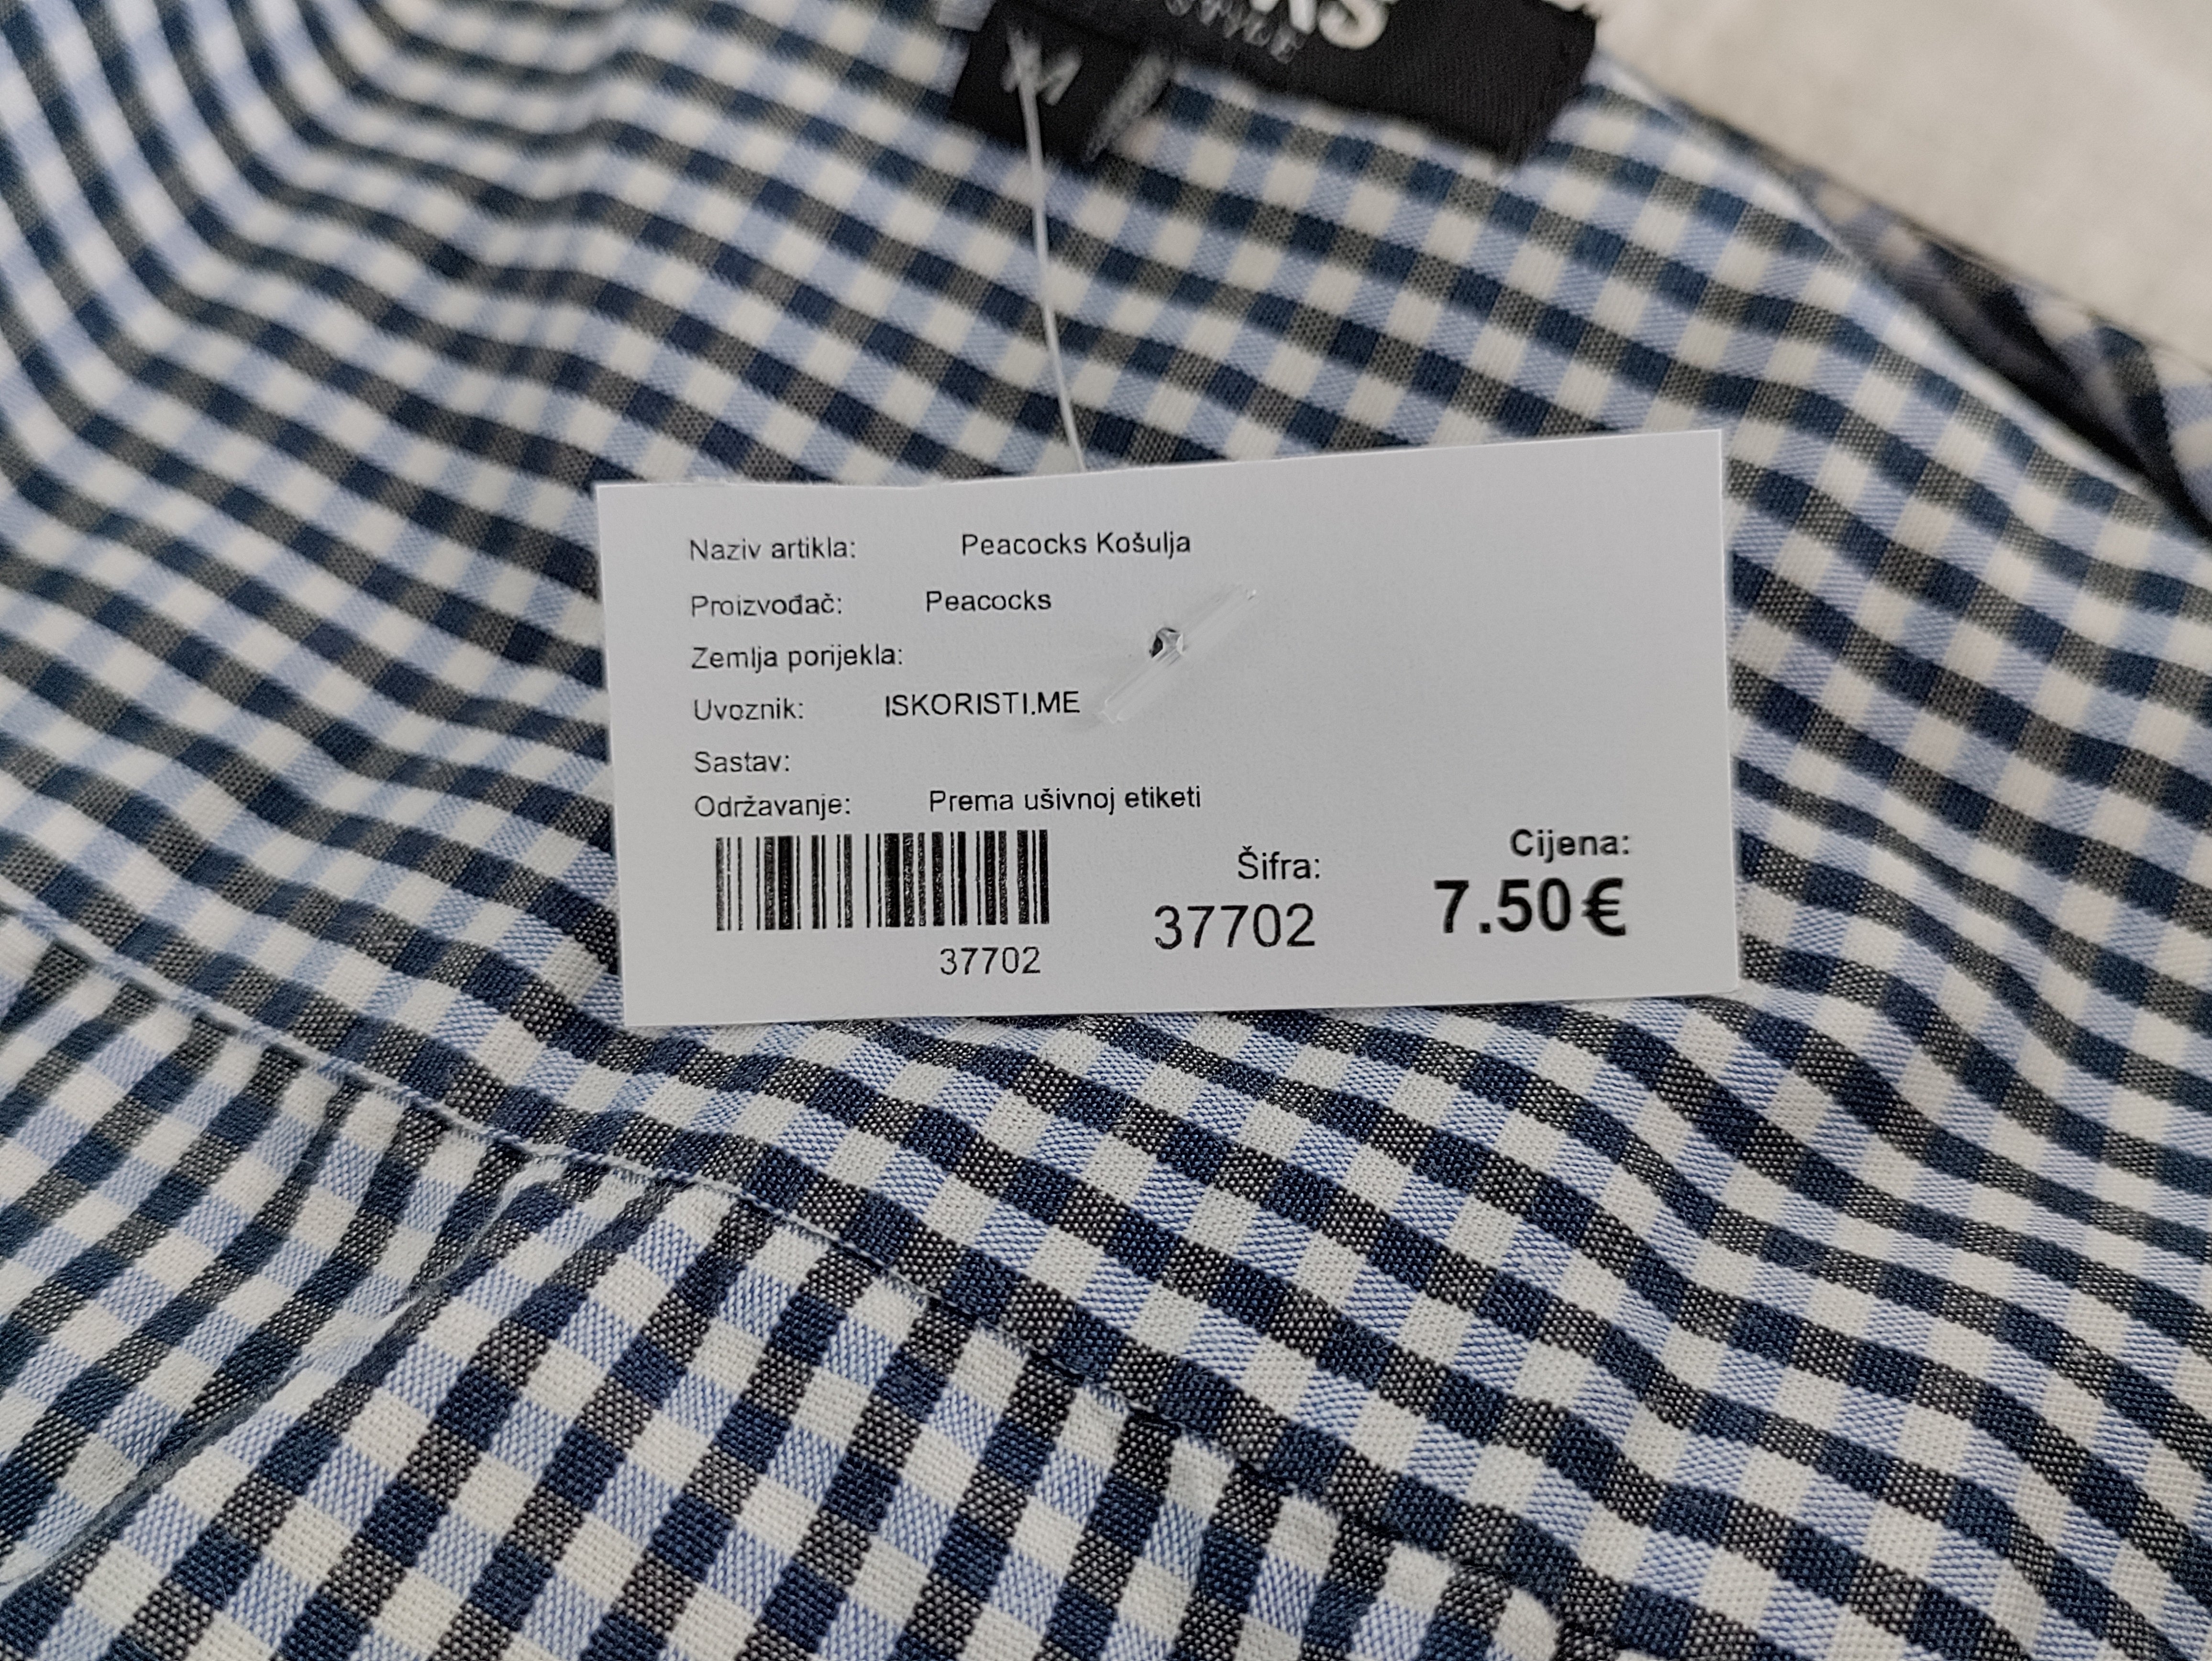 STYLE
M
Naziv artikla: Peacocks Košulja
Proizvođač: Peacocks
Zemlja porijekla:
Uvoznik: ISKORISTI.ME
Sastav:
Održavanje: Prema ušivnoj etiketi
37702
Šifra:
37702
Cijena:
7.50€